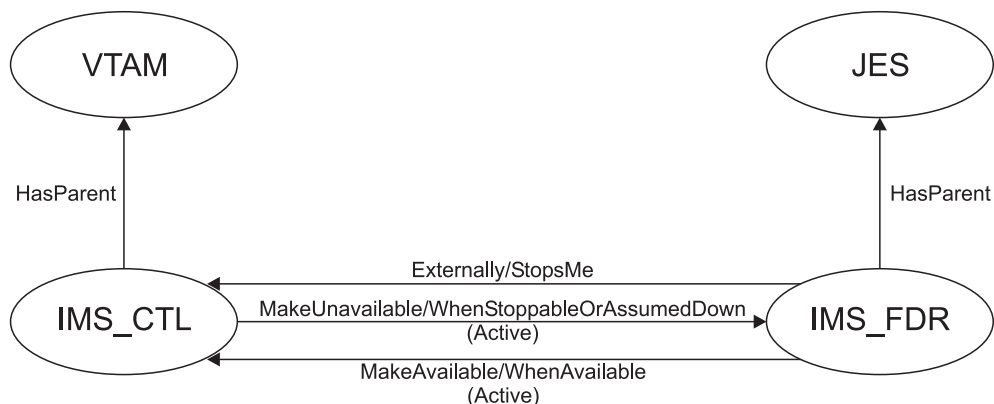 VTAM
JES
HasParent
HasParent
Externally/StopsMe
IMS_CTL
MakeUnavailable/WhenStoppableOrAssumedDown
(Active)
IMS_FDR
MakeAvailable/WhenAvailable
(Active)